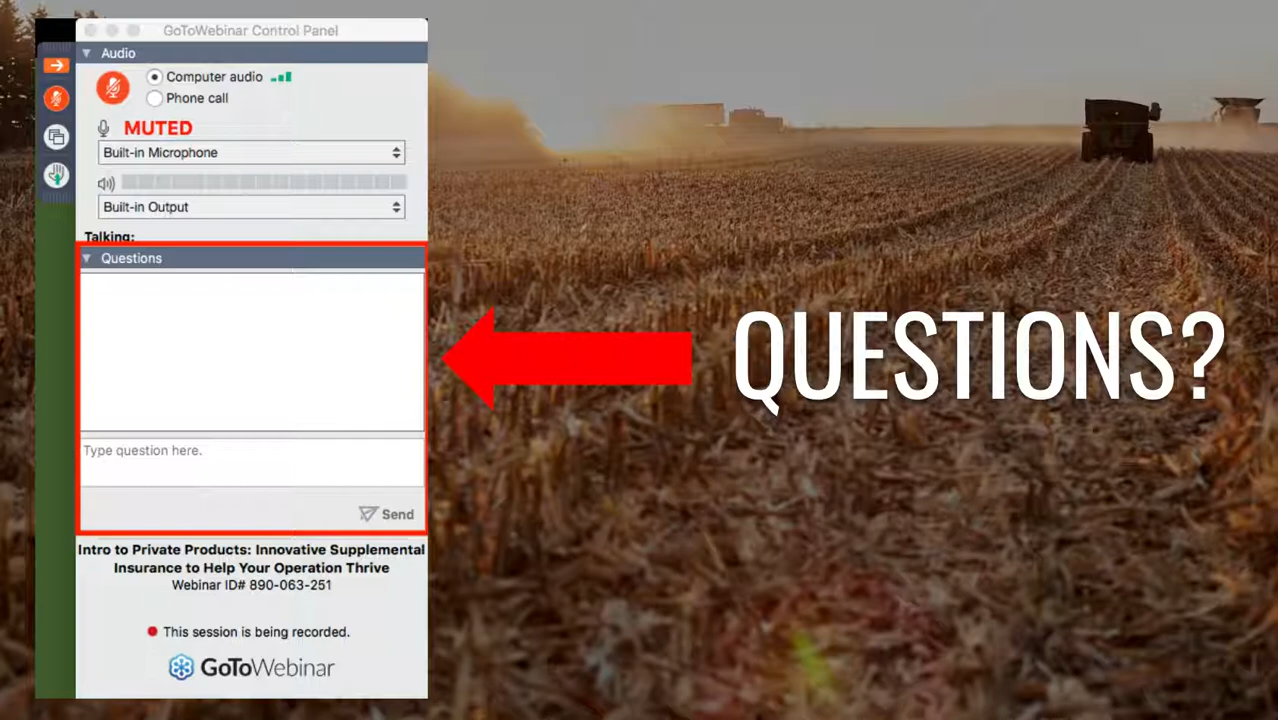 GoToWebinar Control Panel
Audio
Computer audio
Phone call
MUTED
Built-in Microphone
Built-in Output
Talking:
Questions
Type question here.
Send
Intro to Private Products: Innovative Supplemental
Insurance to Help Your Operation Thrive
Webinar ID# 890-063-251
This session is being recorded.
GoToWebinar
QUESTIONS?